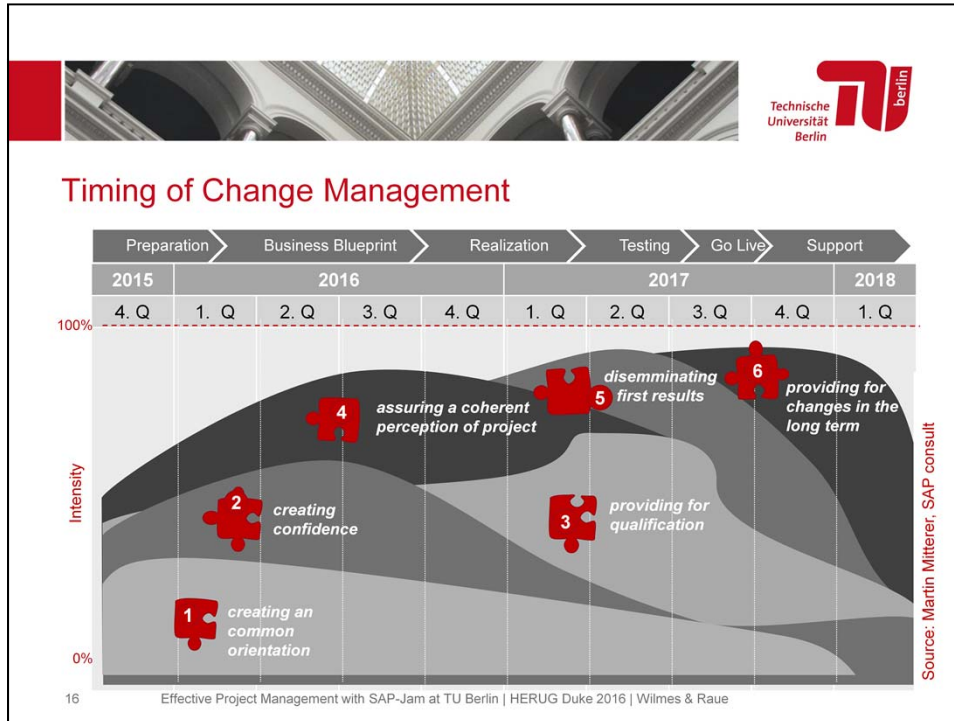 Technische
Universität
Berlin
berlin
Timing of Change Management
Preparation Business Blueprint Realization Testing Go Live Support
2015 2016 2017 2018
4. Q 1. Q 2. Q 3. Q 4. Q 1. Q 2. Q 3. Q 4. Q 1. Q
100%
6
5 disemminating
first results
providing for
changes in the
long term
4 assuring a coherent
perception of project
Intensity
2 creating
confidence
3 providing for
qualification
1 creating an
common
orientation
0%
Source: Martin Mitterer, SAP consult
16 Effective Project Management with SAP-Jam at TU Berlin | HERUG Duke 2016 | Wilmes & Raue